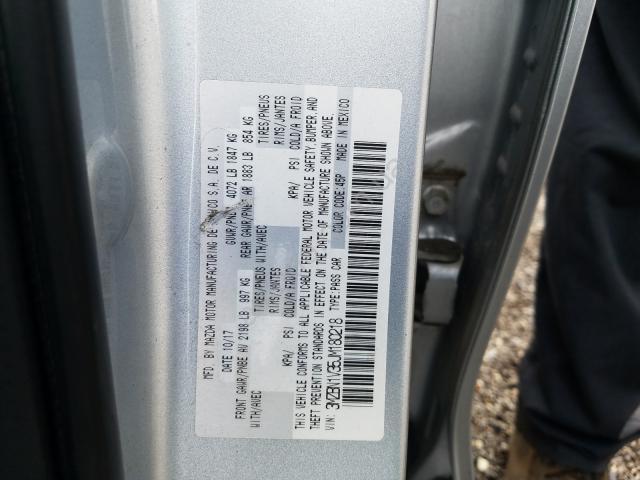 MFD. BY MAZDA MOTOR MANUFACTURING DE CO S.A. DE C.V.
DATE: 10/17 GVWR/PNBV 4072 LB 1847 KG
FRONT GAWR/PNBE AV 2198 LB 997 KG REAR GAWR/PNBE AR 1883 LB 854 KG
WITH/AVEC TIRES/PNEUS WITH/AVEC TIRES/PNEUS
RIMS/JANTES RIMS/JANTES
KPA/ PSI COLD/A FROID KPA/ PSI COLD/A FROID
THIS VEHICLE CONFORMS TO ALL APPLICABLE FEDERAL MOTOR VEHICLE SAFETY, BUMPER, AND
THEFT PREVENTION STANDARDS IN EFFECT ON THE DATE OF MANUFACTURE SHOWN ABOVE.
VIN: 3MZBN1V35JM180218 TYPE:PASS CAR COLOR CODE:45P MADE IN MEXICO